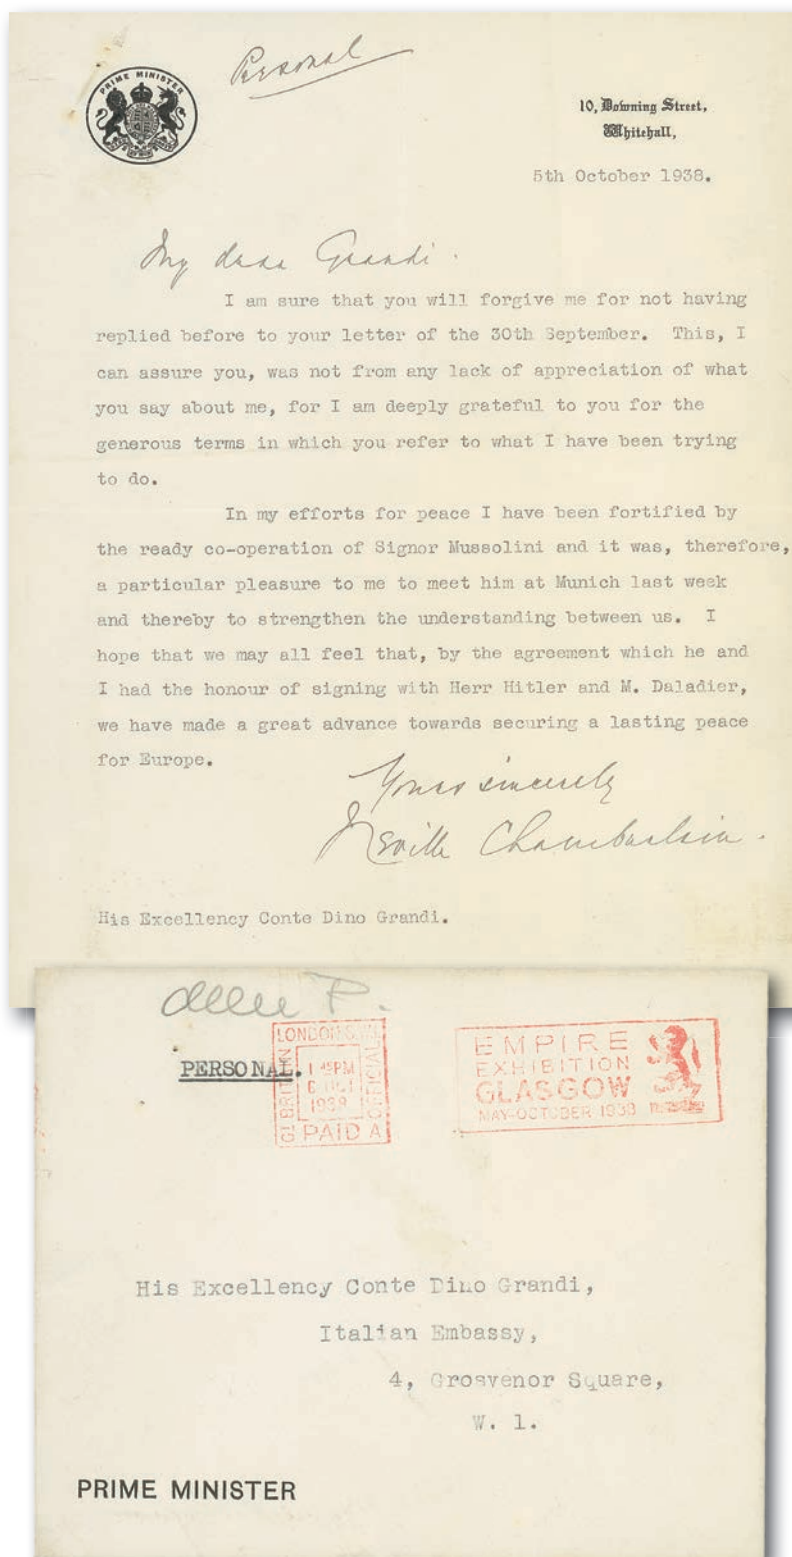 Personal
PRIME MINISTER
10, Downing Street,
Whitehall,
5th October 1938.
My dear Grandi.
I am sure that you will forgive me for not having
replied before to your letter of the 30th September. This, I
can assure you, was not from any lack of appreciation of what
you say about me, for I am deeply grateful to you for the
generous terms in which you refer to what I have been trying
to do.
In my efforts for peace I have been fortified by
the ready co-operation of Signor Mussolini and it was, therefore,
a particular pleasure to me to meet him at Munich last week
and thereby to strengthen the understanding between us. I
hope that we may all feel that, by the agreement which he and
I had the honour of signing with Herr Hitler and M. Daladier,
we have made a great advance towards securing a lasting peace
for Europe.
Yours sincerely
Neville Chamberlain.
His Excellency Conte Dino Grandi.
PERSONAL.
LONDON S.W.
GT BRITAIN
1 45PM
6 OCT
1938
OFFICIAL
PAID A
EMPIRE
EXHIBITION
GLASGOW
MAY-OCTOBER 1938
His Excellency Conte Dino Grandi,
Italian Embassy,
4, Grosvenor Square,
W. 1.
PRIME MINISTER